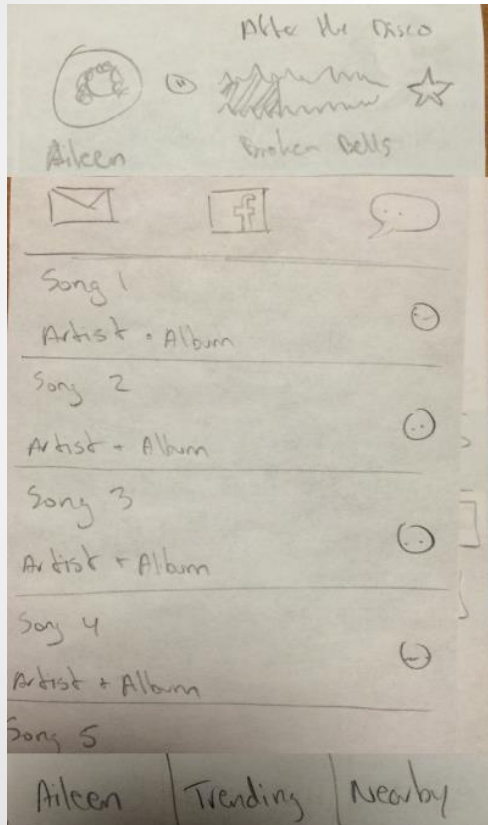 After the Disco
Aileen
Broken Bells
f
Song 1
Artist • Album
Song 2
Artist • Album
Song 3
Artist • Album
Song 4
Artist • Album
Song 5
Aileen Trending Nearby